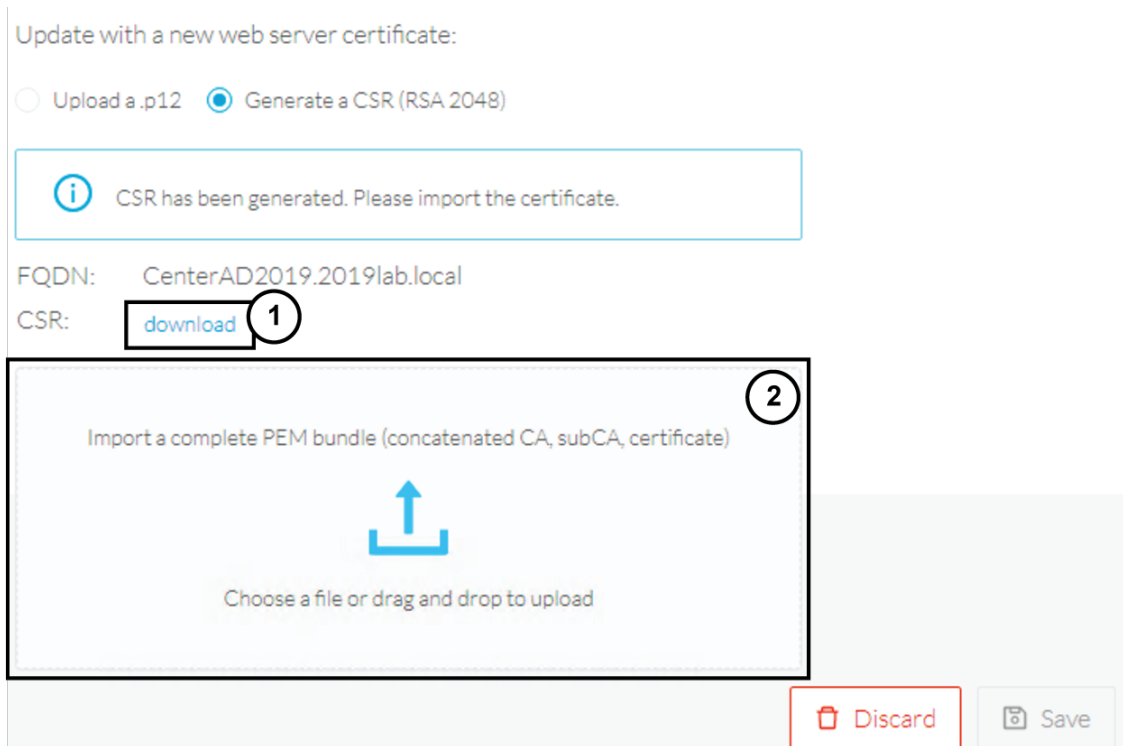 Update with a new web server certificate:
Upload a .p12 Generate a CSR (RSA 2048)
CSR has been generated. Please import the certificate.
FQDN: CenterAD2019.2019lab.local
CSR: download 1
2
Import a complete PEM bundle (concatenated CA, subCA, certificate)
Choose a file or drag and drop to upload
Discard Save